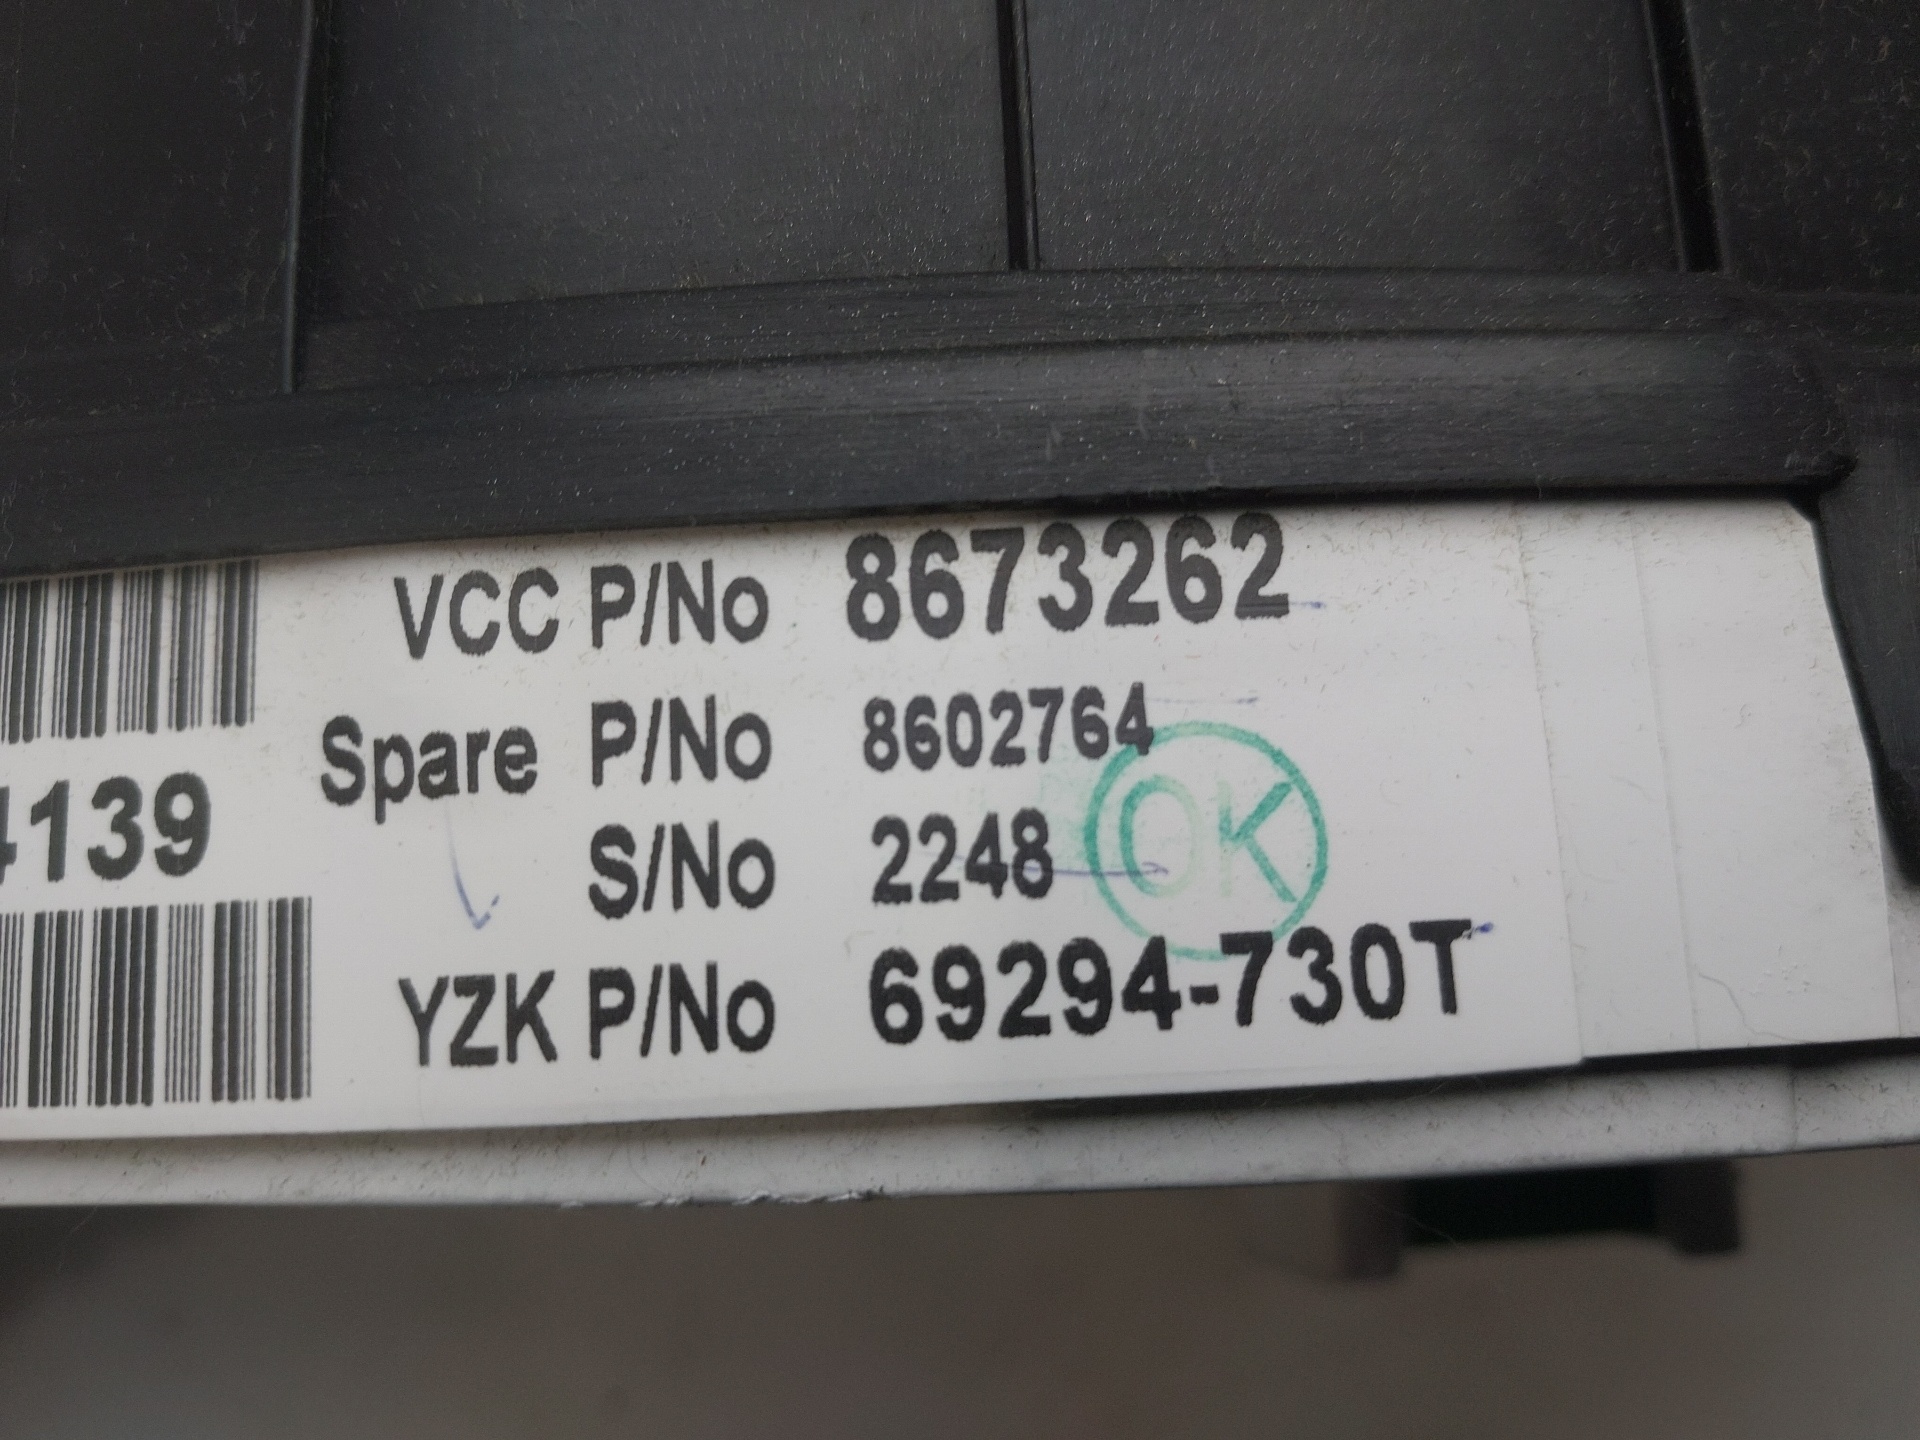 VCC P/No 8673262
Spare P/No 8602764
4139
S/No 2248
OK
YZK P/No 69294-730T